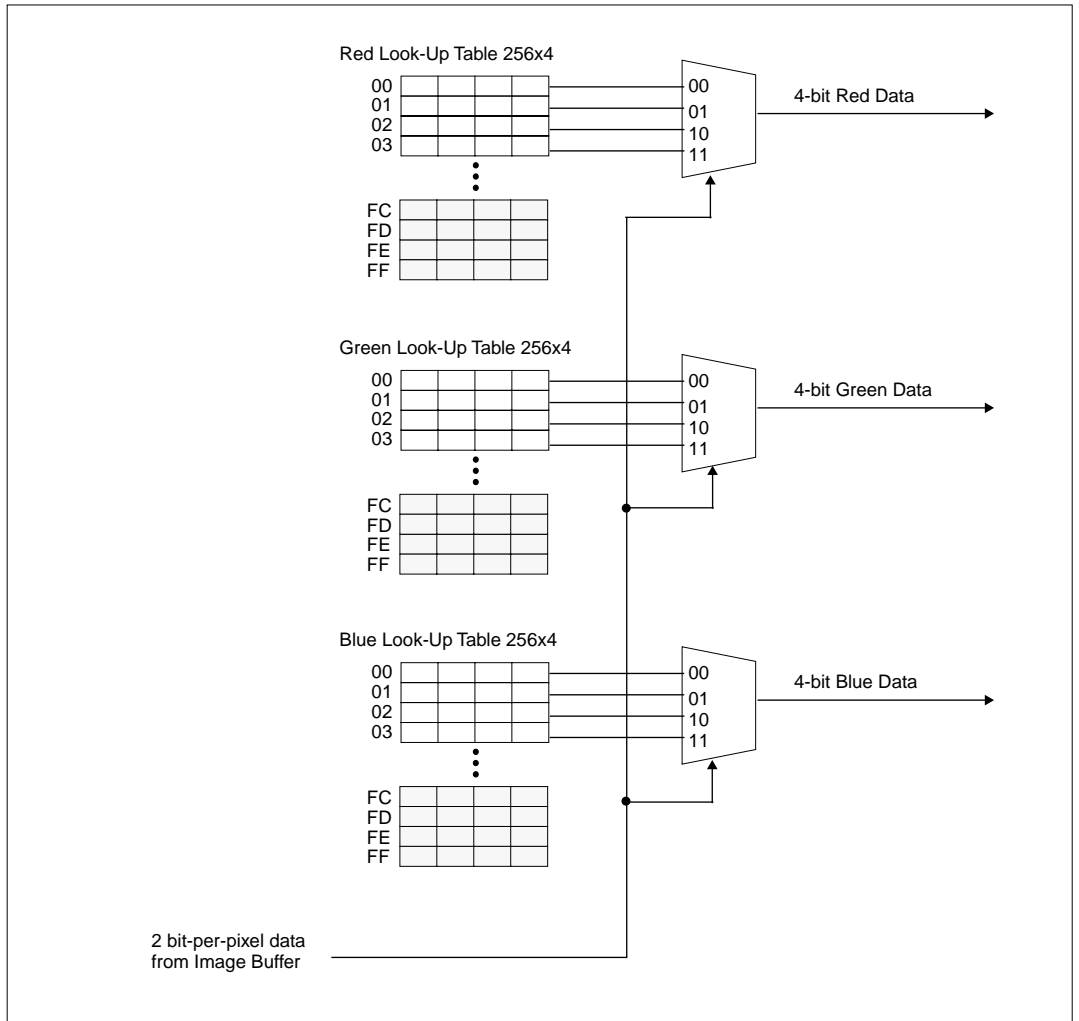 Red Look-Up Table 256x4
00
01
02
03
FC
FD
FE
FF
00
01
10
11
4-bit Red Data
Green Look-Up Table 256x4
00
01
02
03
FC
FD
FE
FF
00
01
10
11
4-bit Green Data
Blue Look-Up Table 256x4
00
01
02
03
FC
FD
FE
FF
00
01
10
11
4-bit Blue Data
2 bit-per-pixel data
from Image Buffer